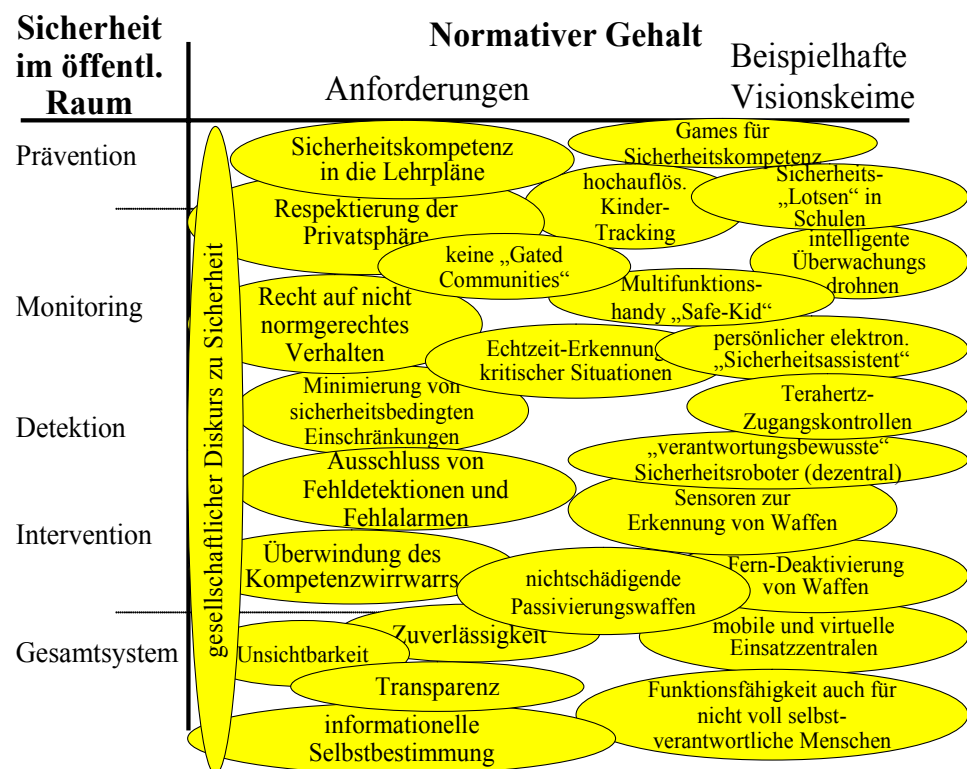 Sicherheit
im öffentl.
Raum
Normativer Gehalt
Anforderungen
Beispielhafte
Visionskeime
Prävention
Monitoring
Detektion
Intervention
Gesamtsystem
gesellschaftlicher Diskurs zu Sicherheit
Sicherheitskompetenz
in die Lehrpläne
Games für
Sicherheitskompetenz
Respektierung der
Privatsphäre
hochauflös.
Kinder-
Tracking
Sicherheits-
„Lotsen“ in
Schulen
keine „Gated
Communities“
intelligente
Überwachungs
drohnen
Recht auf nicht
normgerechtes
Verhalten
Multifunktions-
handy „Safe-Kid“
Echtzeit-Erkennung
kritischer Situationen
persönlicher elektron.
„Sicherheitsassistent“
Minimierung von
sicherheitsbedingten
Einschränkungen
Terahertz-
Zugangskontrollen
Ausschluss von
Fehldetektionen und
Fehlalarmen
„verantwortungsbewusste“
Sicherheitsroboter (dezentral)
Sensoren zur
Erkennung von Waffen
Überwindung des
Kompetenzwirrwarrs
nichtschädigende
Passivierungswaffen
Fern-Deaktivierung
von Waffen
Zuverlässigkeit
Unsichtbarkeit
mobile und virtuelle
Einsatzzentralen
Transparenz
informationelle
Selbstbestimmung
Funktionsfähigkeit auch für
nicht voll selbst-
verantwortliche Menschen